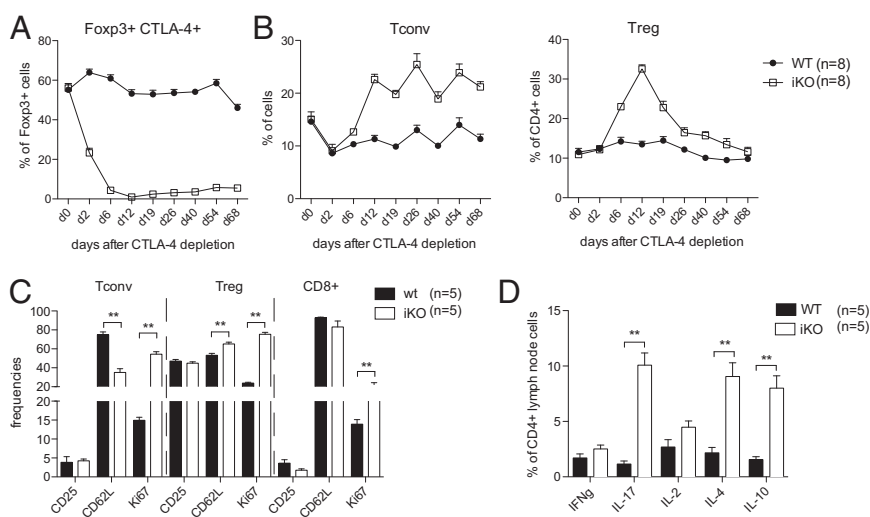 A
Foxp3+ CTLA-4+
% of Foxp3+ cells
80
60
40
20
0
d0 d2 d6 d12 d19 d26 d40 d54 d68
days after CTLA-4 depletion
B
Tconv
% of cells
30
20
10
0
d0 d2 d6 d12 d19 d26 d40 d54 d68
days after CTLA-4 depletion
Treg
% of CD4+ cells
40
30
20
10
0
d0 d2 d6 d12 d19 d26 d40 d54 d68
days after CTLA-4 depletion
WT (n=8)
iKO (n=8)
C
Tconv Treg CD8+
wt (n=5)
iKO (n=5)
frequencies
100
80
60
40
20
15
10
5
0
** ** ** ** **
CD25 CD62L Ki67 CD25 CD62L Ki67 CD25 CD62L Ki67
D
WT (n=5)
iKO (n=5)
% of CD4+ lymph node cells
15
10
5
0
** ** **
IFNg IL-17 IL-2 IL-4 IL-10